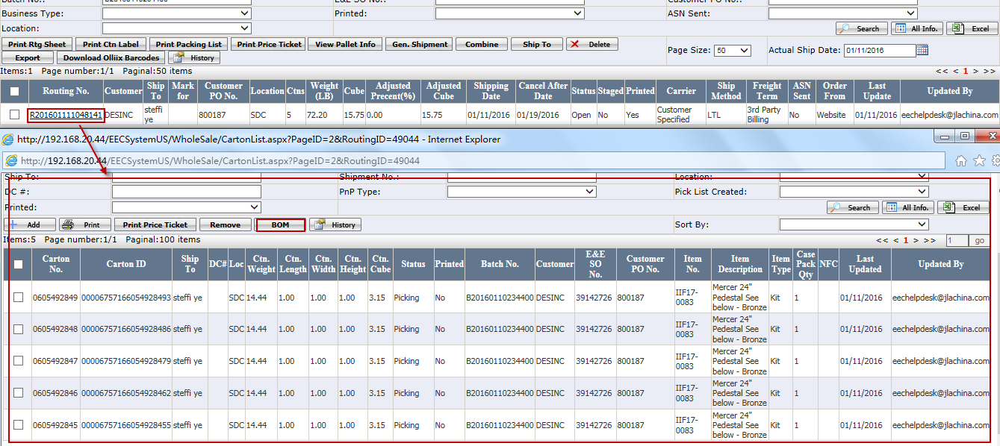 Batch No.: E&E SO No.: Customer PO No.:
Business Type: Printed: ASN Sent:
Location: Search All Info. Excel
Print Rtg Sheet Print Ctn Label Print Packing List Print Price Ticket View Pallet Info Gen. Shipment Combine Ship To Delete
Page Size: 50 Actual Ship Date: 01/11/2016
Export Download Olliix Barcodes History
Items:1 Page number:1/1 Paginal:50 items << < 1 > >>
Routing No. Customer Ship To Mark for Customer PO No. Location Ctns Weight (LB) Cube Adjusted Precent(%) Adjusted Cube Shipping Date Cancel After Date Status Staged Printed Carrier Ship Method Freight Term ASN Sent Order From Last Update Updated By
R201601111048141 DESINC steffi ye 800187 SDC 5 72.20 15.75 0.00 15.75 01/11/2016 01/19/2016 Open No Yes Customer Specified LTL 3rd Party Billing No Website 01/11/2016 eechelpdesk@jlachina.com
http://192.168.20.44/EECSystemUS/WholeSale/CartonList.aspx?PageID=2&RoutingID=49044 - Internet Explorer
http://192.168.20.44/EECSystemUS/WholeSale/CartonList.aspx?PageID=2&RoutingID=49044
Ship To: Shipment No.: Location:
DC #: PnP Type: Pick List Created:
Printed: Search All Info. Excel
Add Print Print Price Ticket Remove BOM History Sort By:
Items:5 Page number:1/1 Paginal:100 items << < 1 > >> 1 go
Carton No. Carton ID Ship To DC# Loc Ctn. Weight Ctn. Length Ctn. Width Ctn. Height Ctn. Cube Status Printed Batch No. Customer E&E SO No. Customer PO No. Item No. Item Description Item Type Case Pack Qty NFC Last Updated Updated By
0605492849 00006757166054928493 steffi ye SDC 14.44 1.00 1.00 1.00 3.15 Picking No B20160110234400 DESINC 39142726 800187 IIF17-0083 Mercer 24" Pedestal See below - Bronze Kit 1 01/11/2016 eechelpdesk@jlachina.com
0605492848 00006757166054928486 steffi ye SDC 14.44 1.00 1.00 1.00 3.15 Picking No B20160110234400 DESINC 39142726 800187 IIF17-0083 Mercer 24" Pedestal See below - Bronze Kit 1 01/11/2016 eechelpdesk@jlachina.com
0605492847 00006757166054928479 steffi ye SDC 14.44 1.00 1.00 1.00 3.15 Picking No B20160110234400 DESINC 39142726 800187 IIF17-0083 Mercer 24" Pedestal See below - Bronze Kit 1 01/11/2016 eechelpdesk@jlachina.com
0605492846 00006757166054928462 steffi ye SDC 14.44 1.00 1.00 1.00 3.15 Picking No B20160110234400 DESINC 39142726 800187 IIF17-0083 Mercer 24" Pedestal See below - Bronze Kit 1 01/11/2016 eechelpdesk@jlachina.com
0605492845 00006757166054928455 steffi ye SDC 14.44 1.00 1.00 1.00 3.15 Picking No B20160110234400 DESINC 39142726 800187 IIF17-0083 Mercer 24" Pedestal See below - Bronze Kit 1 01/11/2016 eechelpdesk@jlachina.com